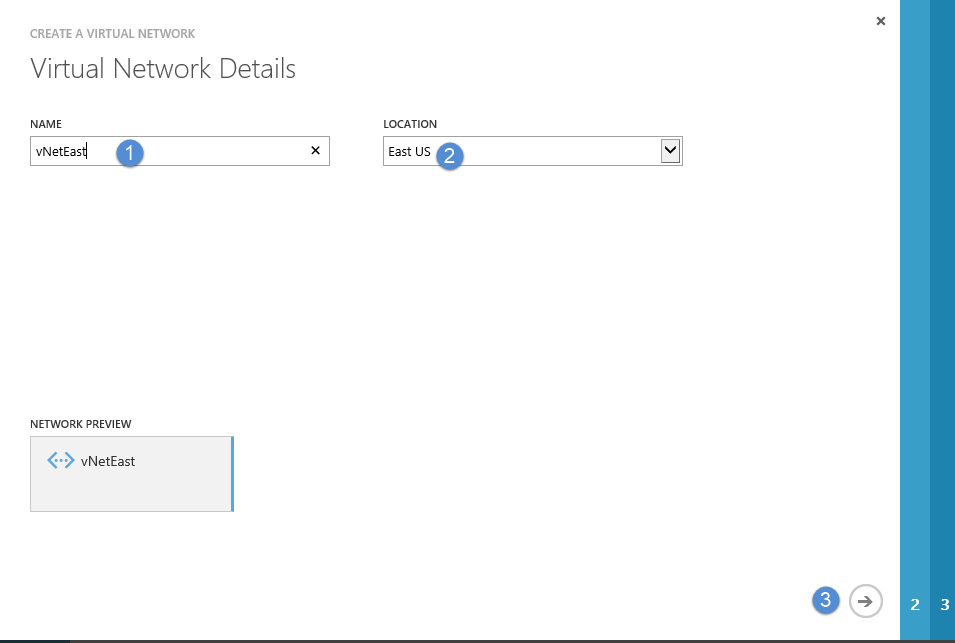 CREATE A VIRTUAL NETWORK
Virtual Network Details
NAME
LOCATION
vNetEast
1
East US
2
NETWORK PREVIEW
vNetEast
3
2
3